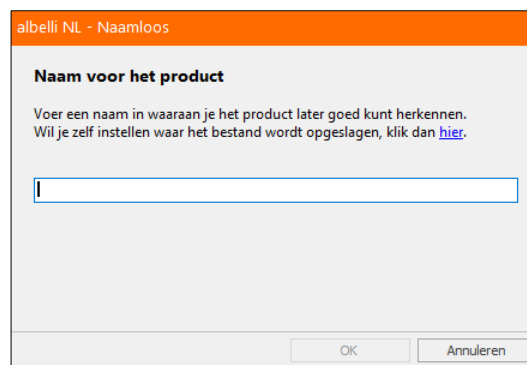 albelli NL - Naamloos
Naam voor het product
Voer een naam in waaraan je het product later goed kunt herkennen.
Wil je zelf instellen waar het bestand wordt opgeslagen, klik dan hier.
OK
Annuleren